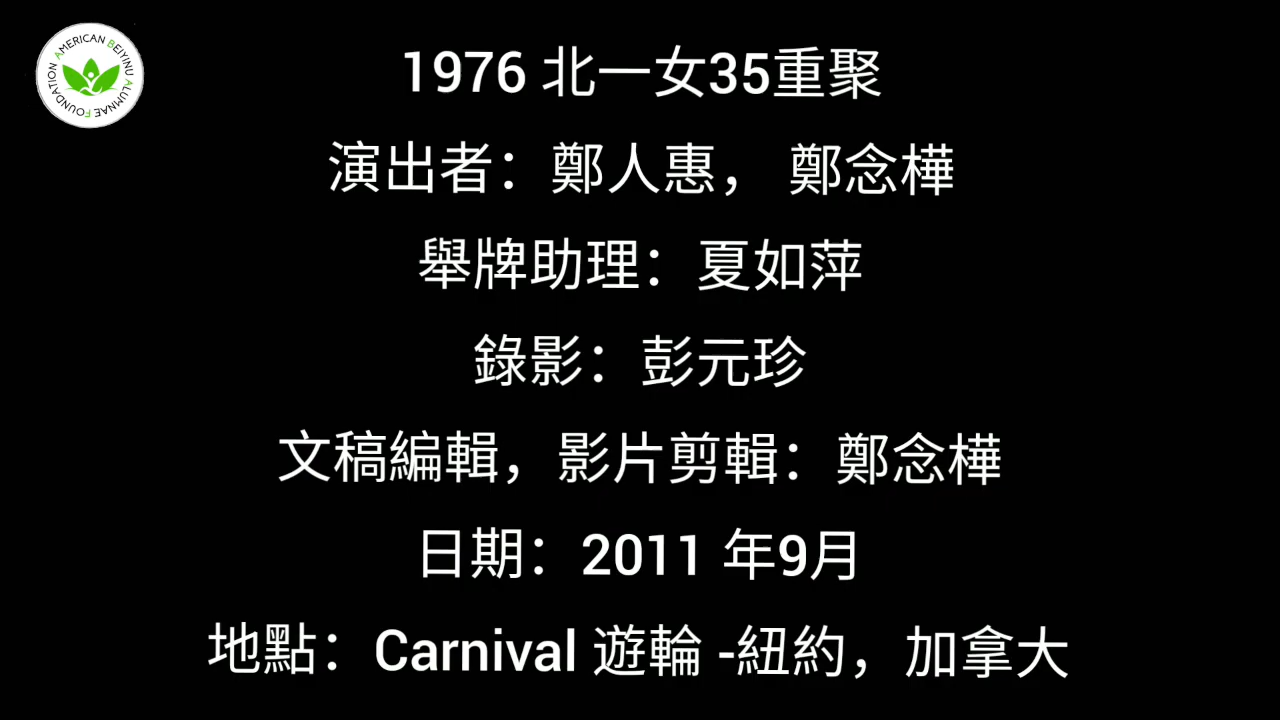 AMERICAN BEIYINU ALUMNAE FOUNDATION
1976 北一女35重聚
演出者：鄭人惠， 鄭念樺
舉牌助理：夏如萍
錄影：彭元珍
文稿編輯，影片剪輯：鄭念樺
日期：2011 年9月
地點：Carnival 遊輪 -紐約，加拿大